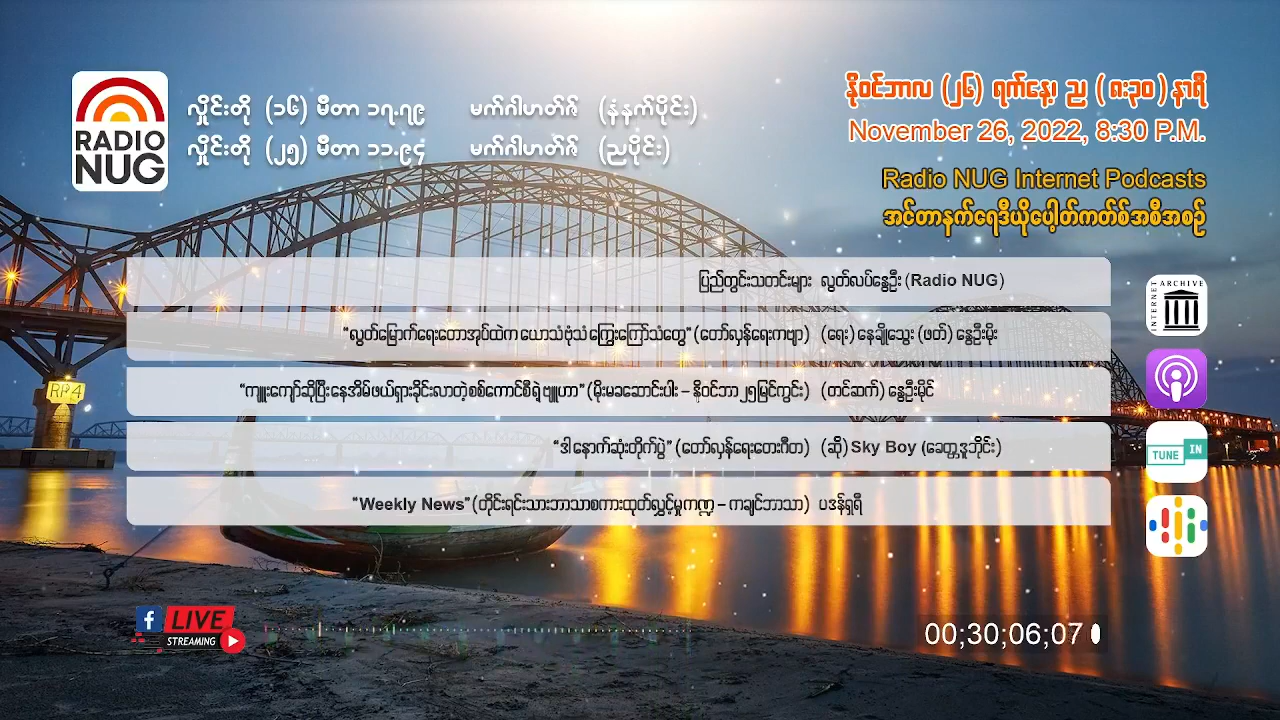 RADIO
NUG
လှိုင်းတို (၁၆) မီတာ ၁၇.၇၉ မက်ဂါဟတ်ဇ် (နံနက်ပိုင်း)
လှိုင်းတို (၂၅) မီတာ ၁၁.၉၄ မက်ဂါဟတ်ဇ် (ညပိုင်း)
နိုဝင်ဘာလ (၂၆) ရက်နေ့၊ ည (၈း၃၀) နာရီ
November 26, 2022, 8:30 P.M.
Radio NUG Internet Podcasts
အင်တာနက်ရေဒီယိုပေါ့တ်ကတ်စ်အစီအစဉ်
ပြည်တွင်းသတင်းများ လွတ်လပ်နွေဦး (Radio NUG)
“လွတ်မြောက်ရေးတောအုပ်ထဲက ယောသံဗုံသံ ကြွေးကြော်သံတွေ” (တော်လှန်ရေးကဗျာ) (ရေး) နေချိုသွေး (ဖတ်) နွေဦးမိုး
“ကျူးကျော်ဆိုပြီး နေအိမ်ဖယ်ရှားခိုင်းလာတဲ့ စစ်ကောင်စီရဲ့ ဗျူဟာ” (မိုးမခဆောင်းပါး – နိုဝင်ဘာ ၂၅ မြင်ကွင်း) (တင်ဆက်) နွေဦးမိုင်
“ဒါ နောက်ဆုံးတိုက်ပွဲ” (တော်လှန်ရေးတေးဂီတ) (ဆို) Sky Boy (ခေတ္တ ဒူဘိုင်း)
“Weekly News” (တိုင်းရင်းသားဘာသာစကားထုတ်လွှင့်မှုကဏ္ဍ – ကချင်ဘာသာ) ပဒန်ရှရီ
INTERNET ARCHIVE
TUNE IN
RP4
f LIVE
STREAMING
00;30;06;07